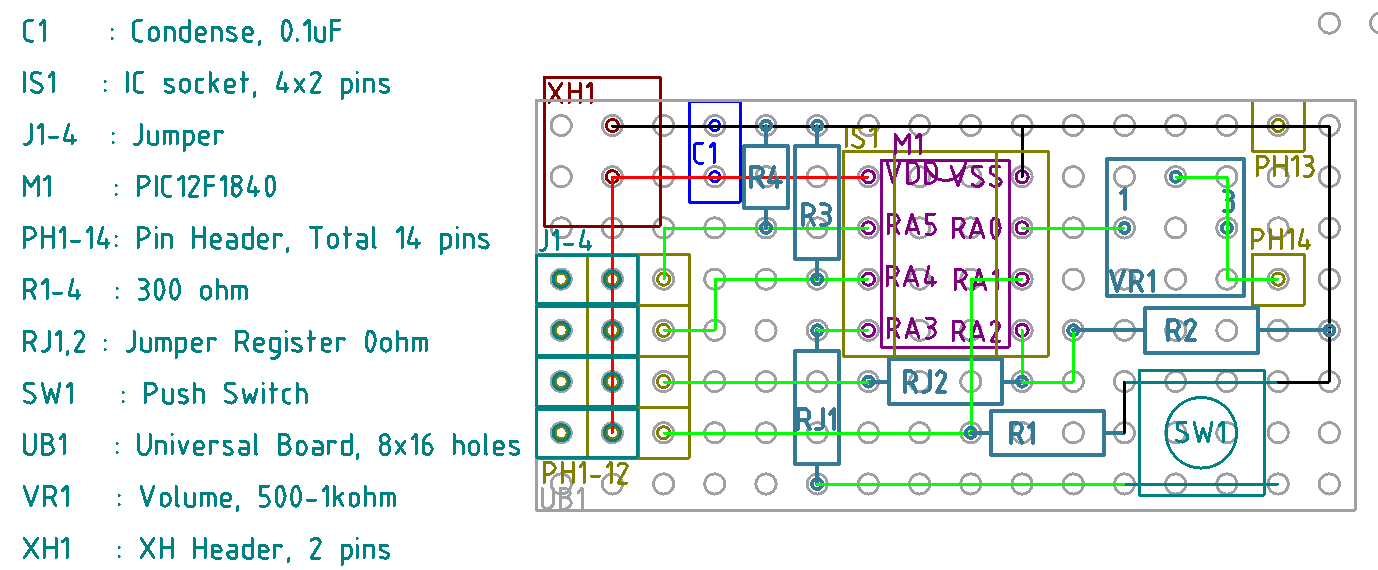 C1 : Condense, 0.1uF
IS1 : IC socket, 4x2 pins
J1-4 : Jumper
M1 : PIC12F1840
PH1-14: Pin Header, Total 14 pins
R1-4 : 300 ohm
RJ1,2 : Jumper Register 0ohm
SW1 : Push Switch
UB1 : Universal Board, 8x16 holes
VR1 : Volume, 500-1kohm
XH1 : XH Header, 2 pins
XH1
C1
R4
R3
IS1
M1
VDD VSS
RA5 RA0
RA4 RA1
RA3 RA2
1 3
VR1
PH13
PH14
J1-4
R2
RJ2
RJ1
R1
SW1
PH1-12
UB1